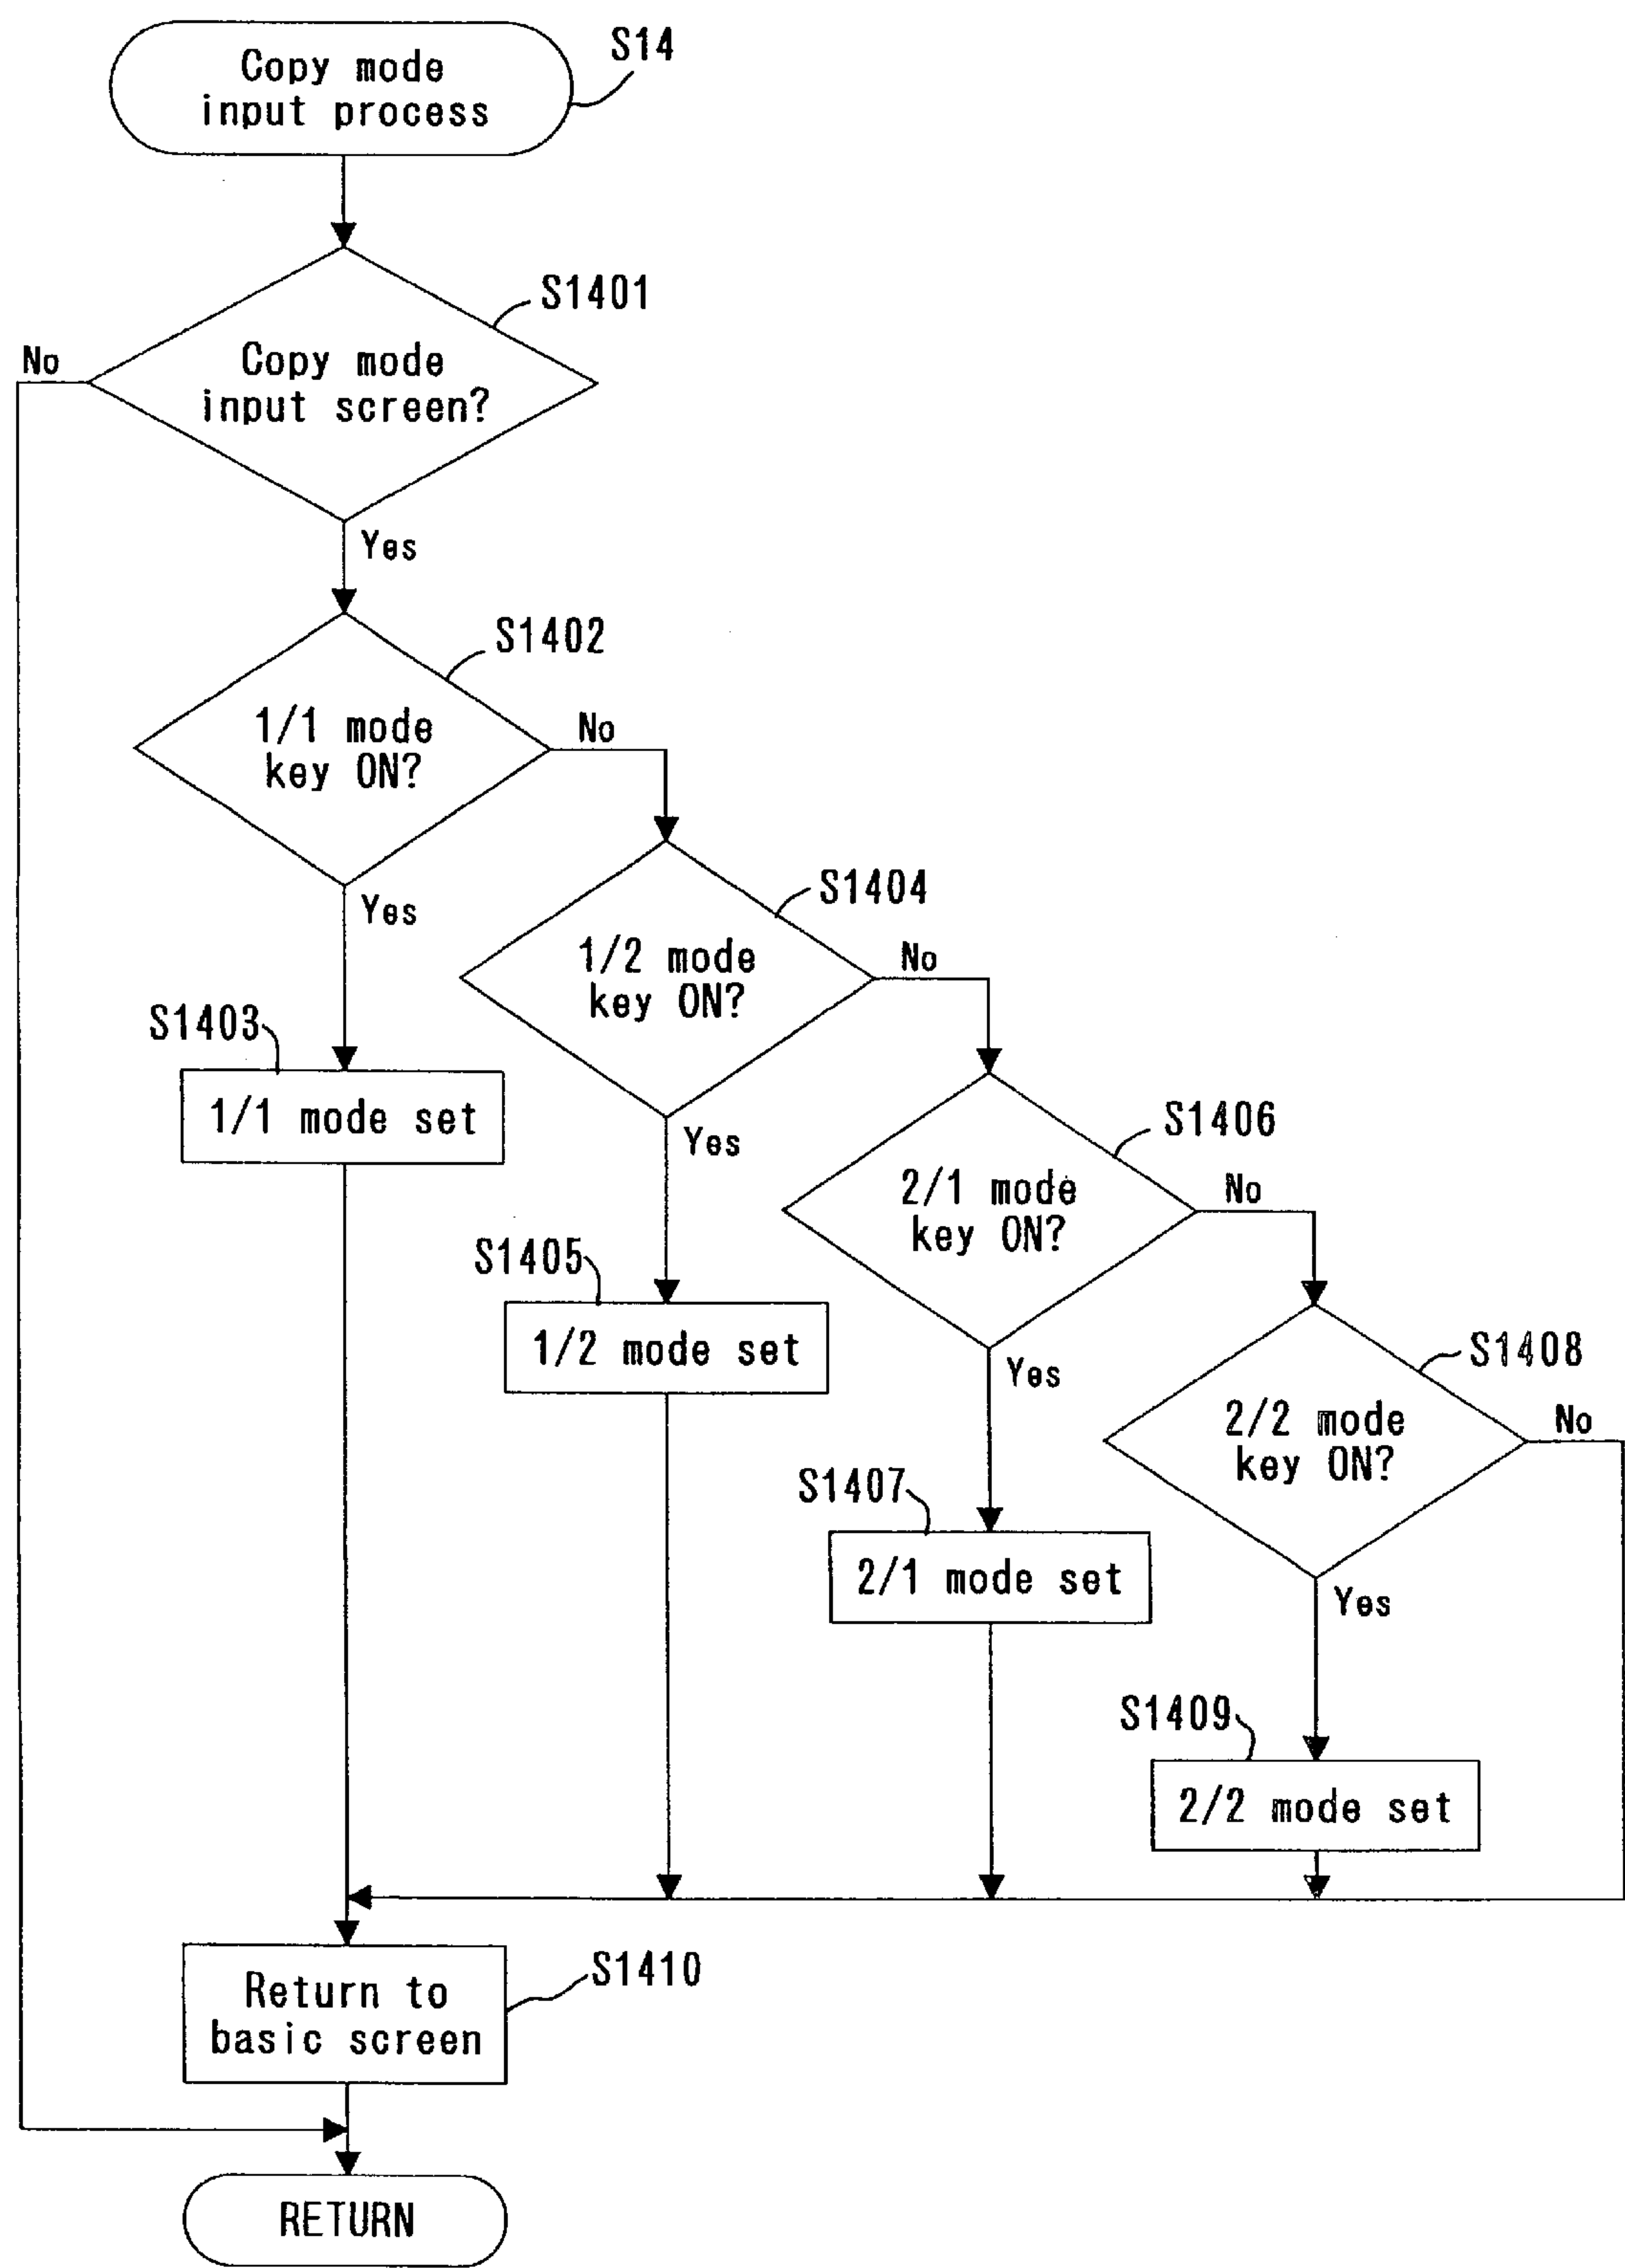 Copy mode
input process
S14
S1401
No
Copy mode
input screen?
Yes
S1402
1/1 mode
key ON?
No
Yes
S1404
1/2 mode
key ON?
No
S1403
1/1 mode set
Yes
S1406
2/1 mode
key ON?
No
S1405
1/2 mode set
Yes
S1408
2/2 mode
key ON?
No
S1407
2/1 mode set
Yes
S1409
2/2 mode set
Return to
basic screen
S1410
RETURN